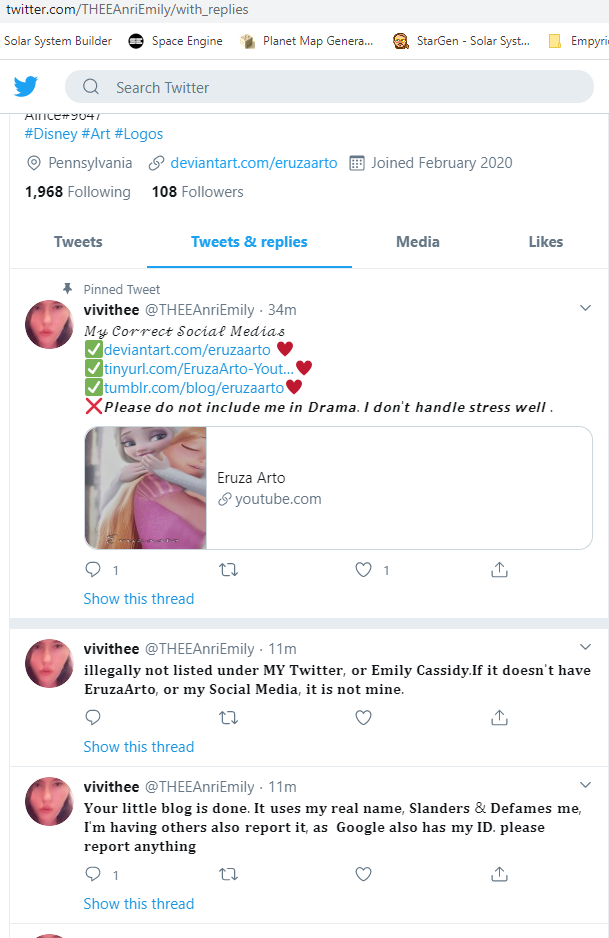 twitter.com/THEEAnriEmily/with_replies
Solar System Builder Space Engine Planet Map Genera... StarGen - Solar Syst... Empyri
Search Twitter
Aince#9647
#Disney #Art #Logos
Pennsylvania deviantart.com/eruzaarto Joined February 2020
1,968 Following 108 Followers
Tweets Tweets & replies Media Likes
Pinned Tweet
vivithee @THEEAnriEmily · 34m
𝓜𝔂 𝓒𝓸𝓻𝓻𝓮𝓬𝓽 𝓢𝓸𝓬𝓲𝓪𝓵 𝓜𝓮𝓭𝓲𝓪𝓼
✅deviantart.com/eruzaarto ♥
✅tinyurl.com/EruzaArto-Yout...♥
✅tumblr.com/blog/eruzaarto♥
❌Please do not include me in Drama. I don't handle stress well .
Eruza Arto
youtube.com
1 1
Show this thread
vivithee @THEEAnriEmily · 11m
illegally not listed under MY Twitter, or Emily Cassidy.If it doesn't have
EruzaArto, or my Social Media, it is not mine.
Show this thread
vivithee @THEEAnriEmily · 11m
Your little blog is done. It uses my real name, Slanders & Defames me,
I'm having others also report it, as Google also has my ID. please
report anything
1
Show this thread